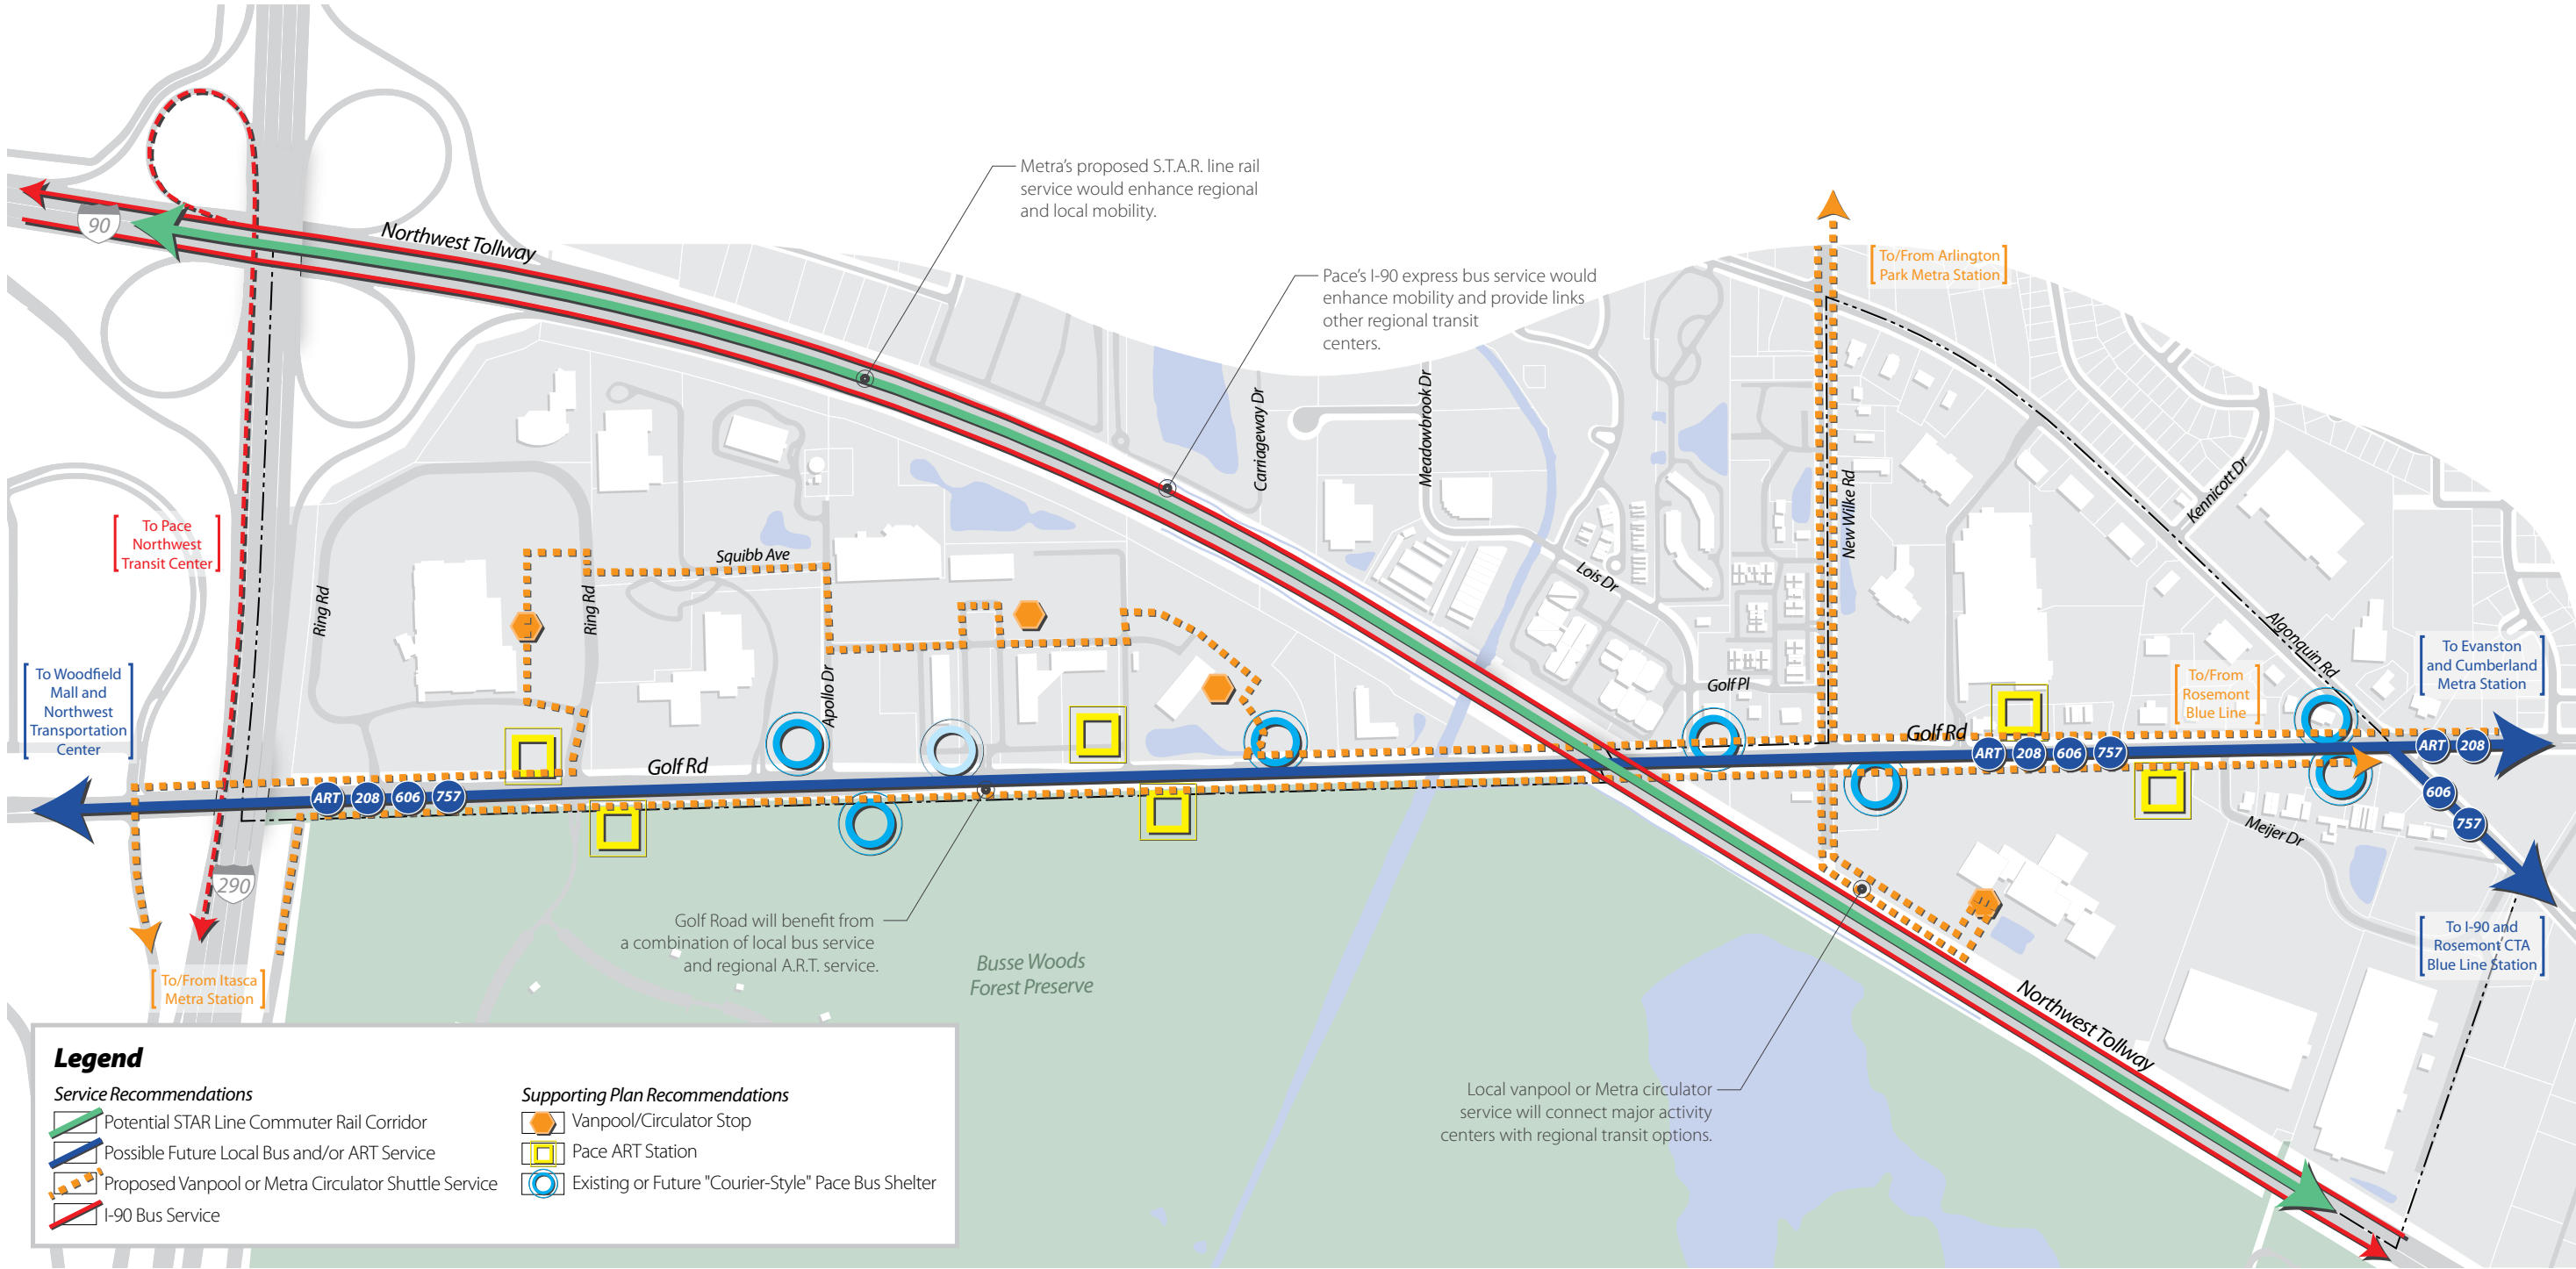 Metra's proposed S.T.A.R. line rail
service would enhance regional
and local mobility.
90
Northwest Tollway
To/From Arlington
Park Metra Station
Pace's I-90 express bus service would
enhance mobility and provide links
other regional transit
centers.
Carriageway Dr
Meadowbrook Dr
New Wilke Rd
Kennicott Dr
To Pace
Northwest
Transit Center
Squibb Ave
Lois Dr
Ring Rd
Ring Rd
Algonquin Rd
To Woodfield
Mall and
Northwest
Transportation
Center
Apollo Dr
Golf Pl
To/From
Rosemont
Blue Line
To Evanston
and Cumberland
Metra Station
Golf Rd
Golf Rd
ART 208 606 757
ART 208
ART 208 606 757
606
757
Meijer Dr
290
Golf Road will benefit from
a combination of local bus service
and regional A.R.T. service.
Busse Woods
Forest Preserve
To I-90 and
Rosemont CTA
Blue Line Station
To/From Itasca
Metra Station
Northwest Tollway
Local vanpool or Metra circulator
service will connect major activity
centers with regional transit options.
Legend
Service Recommendations
Potential STAR Line Commuter Rail Corridor
Possible Future Local Bus and/or ART Service
Proposed Vanpool or Metra Circulator Shuttle Service
I-90 Bus Service
Supporting Plan Recommendations
Vanpool/Circulator Stop
Pace ART Station
Existing or Future "Courier-Style" Pace Bus Shelter